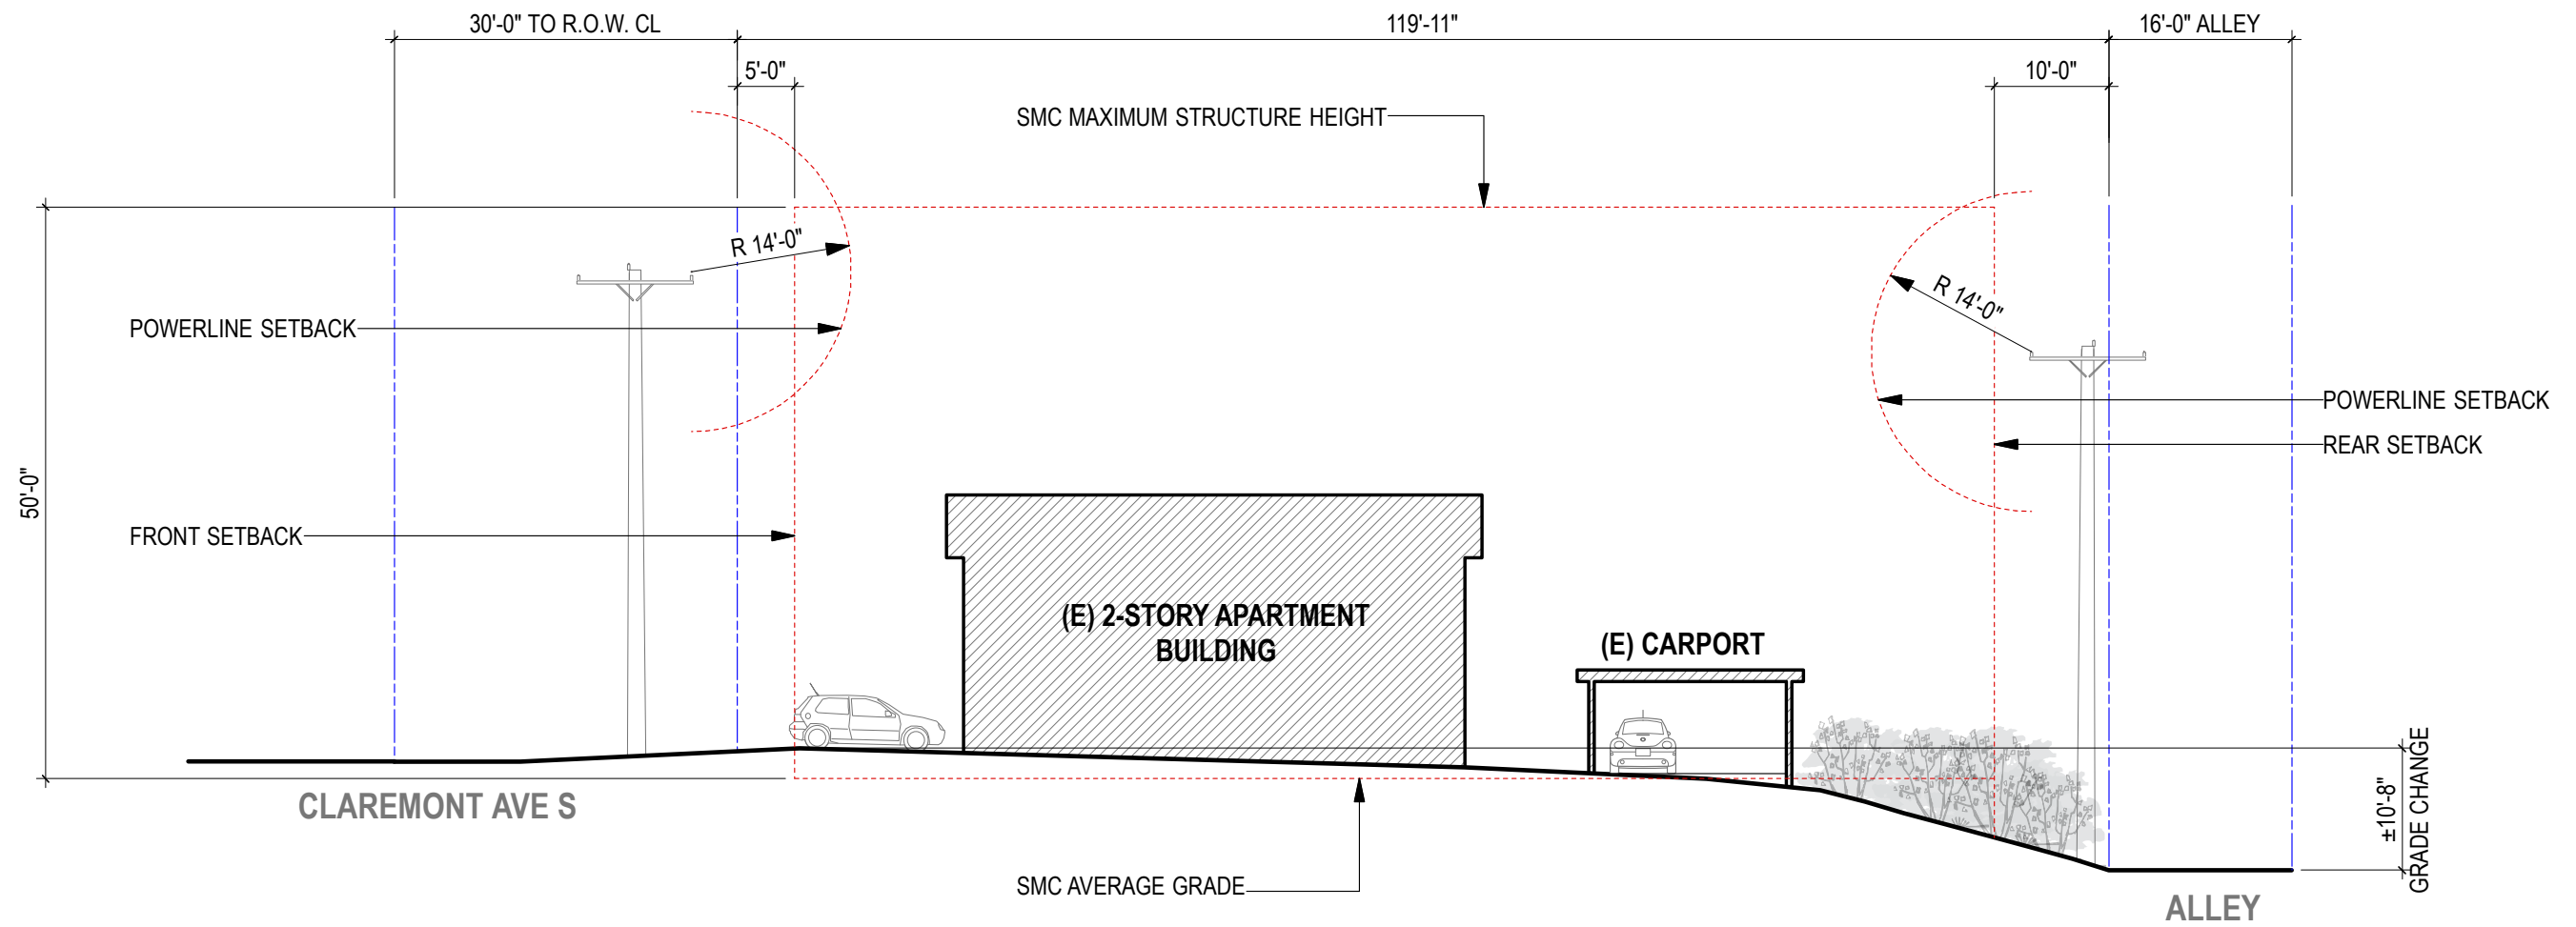 30'-0" TO R.O.W. CL
119'-11"
16'-0" ALLEY
5'-0"
10'-0"
SMC MAXIMUM STRUCTURE HEIGHT
R 14'-0"
R 14'-0"
POWERLINE SETBACK
POWERLINE SETBACK
REAR SETBACK
50'-0"
FRONT SETBACK
(E) 2-STORY APARTMENT
BUILDING
(E) CARPORT
CLAREMONT AVE S
±10'-8"
GRADE CHANGE
SMC AVERAGE GRADE
ALLEY